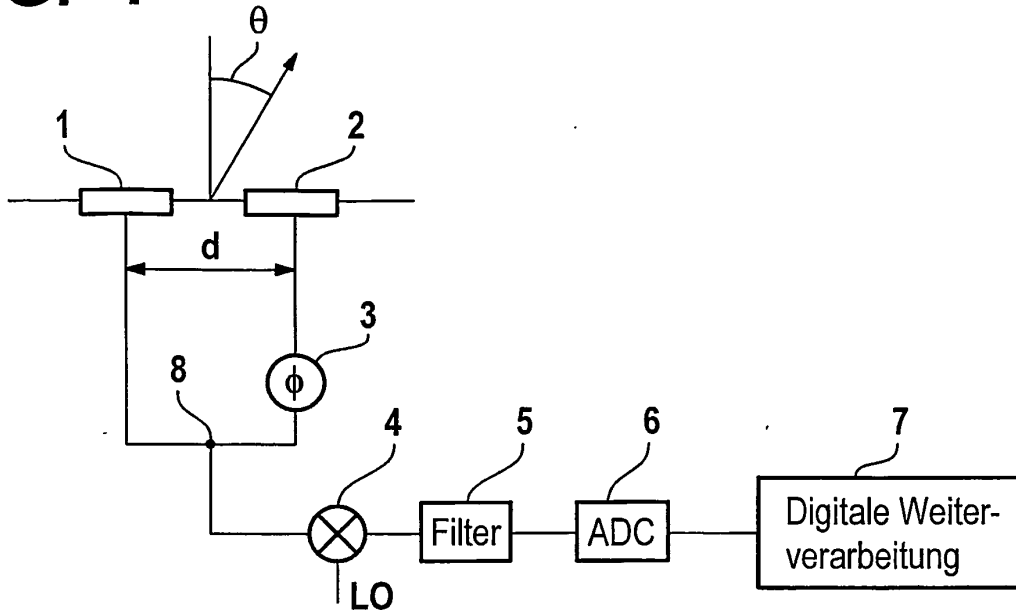 θ
1
2
d
3
ϕ
8
4
5
6
7
Filter
ADC
Digitale Weiter-
verarbeitung
LO